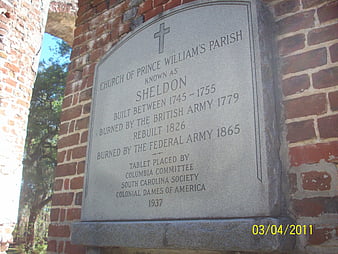 CHURCH OF PRINCE WILLIAM'S PARISH
KNOWN AS
SHELDON
BUILT BETWEEN 1745-1755
BURNED BY THE BRITISH ARMY 1779
REBUILT 1826
BURNED BY THE FEDERAL ARMY 1865
TABLET PLACED BY
COLUMBIA COMMITTEE
SOUTH CAROLINA SOCIETY
COLONIAL DAMES OF AMERICA
1937
03/04/2011